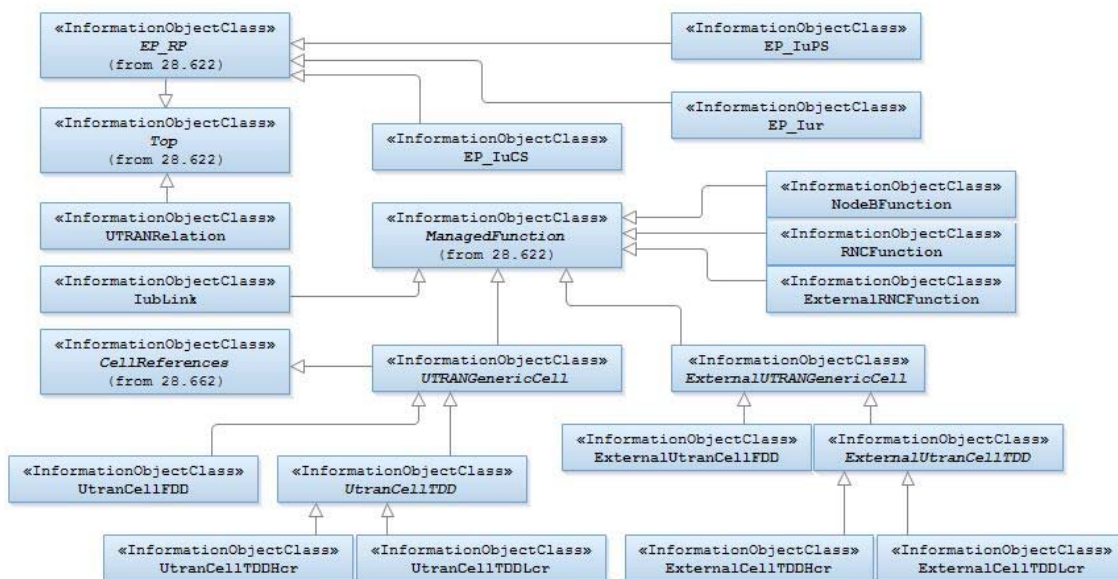 «InformationObjectClass»
EP_RP
(from 28.622)
«InformationObjectClass»
EP_IuPS
«InformationObjectClass»
Top
(from 28.622)
«InformationObjectClass»
EP_IuCS
«InformationObjectClass»
EP_Iur
«InformationObjectClass»
UTRANRelation
«InformationObjectClass»
ManagedFunction
(from 28.622)
«InformationObjectClass»
NodeBFunction
«InformationObjectClass»
RNCFunction
«InformationObjectClass»
ExternalRNCFunction
«InformationObjectClass»
IubLink
«InformationObjectClass»
CellReferences
(from 28.662)
«InformationObjectClass»
UTRANGenericCell
«InformationObjectClass»
ExternalUTRANGenericCell
«InformationObjectClass»
UtranCellFDD
«InformationObjectClass»
UtranCellTDD
«InformationObjectClass»
ExternalUtranCellFDD
«InformationObjectClass»
ExternalUtranCellTDD
«InformationObjectClass»
UtranCellTDDHcr
«InformationObjectClass»
UtranCellTDDLcr
«InformationObjectClass»
ExternalCellTDDHcr
«InformationObjectClass»
ExternalCellTDDLcr